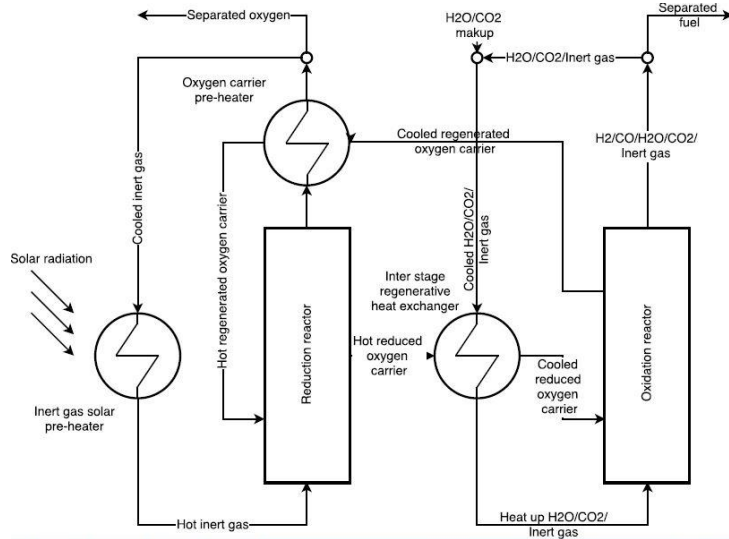 Separated oxygen
H2O/CO2
makup
Separated
fuel
H2O/CO2/Inert gas
Oxygen carrier
pre-heater
Cooled regenerated
oxygen carrier
H2/CO/H2O/CO2/
Inert gas
Cooled inert gas
Hot regenerated oxygen carrier
Cooled H2O/CO2/
Inert gas
Solar radiation
Inter stage
regenerative
heat exchanger
Hot reduced
oxygen
carrier
Reduction reactor
Oxidation reactor
Cooled
reduced
oxygen
carrier
Inert gas solar
pre-heater
Hot inert gas
Heat up H2O/CO2/
Inert gas